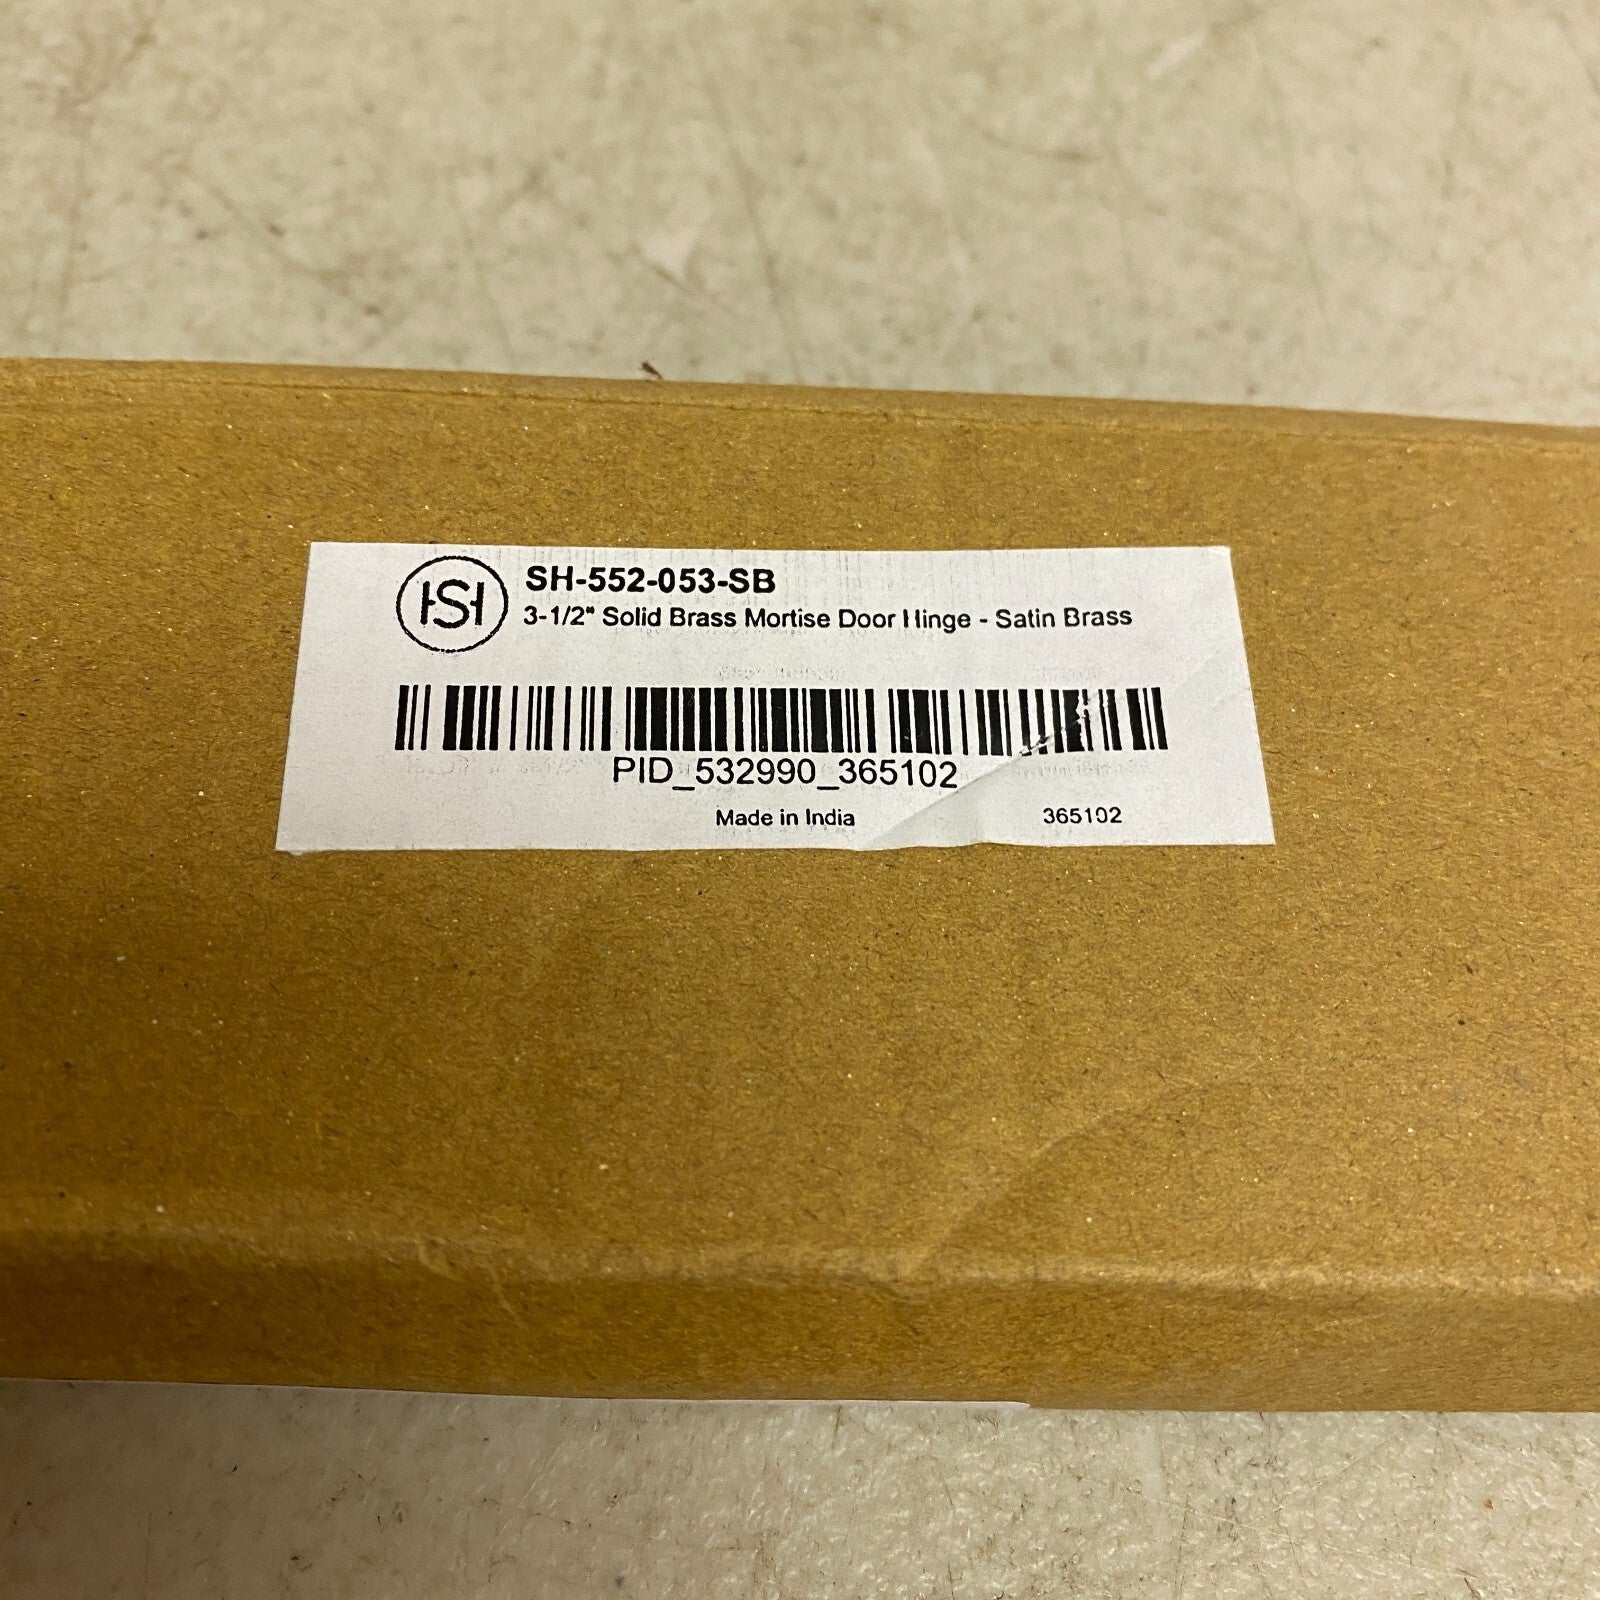 HSH
SH-552-053-SB
3-1/2" Solid Brass Mortise Door Hinge - Satin Brass
PID_532990_365102
Made in India 365102